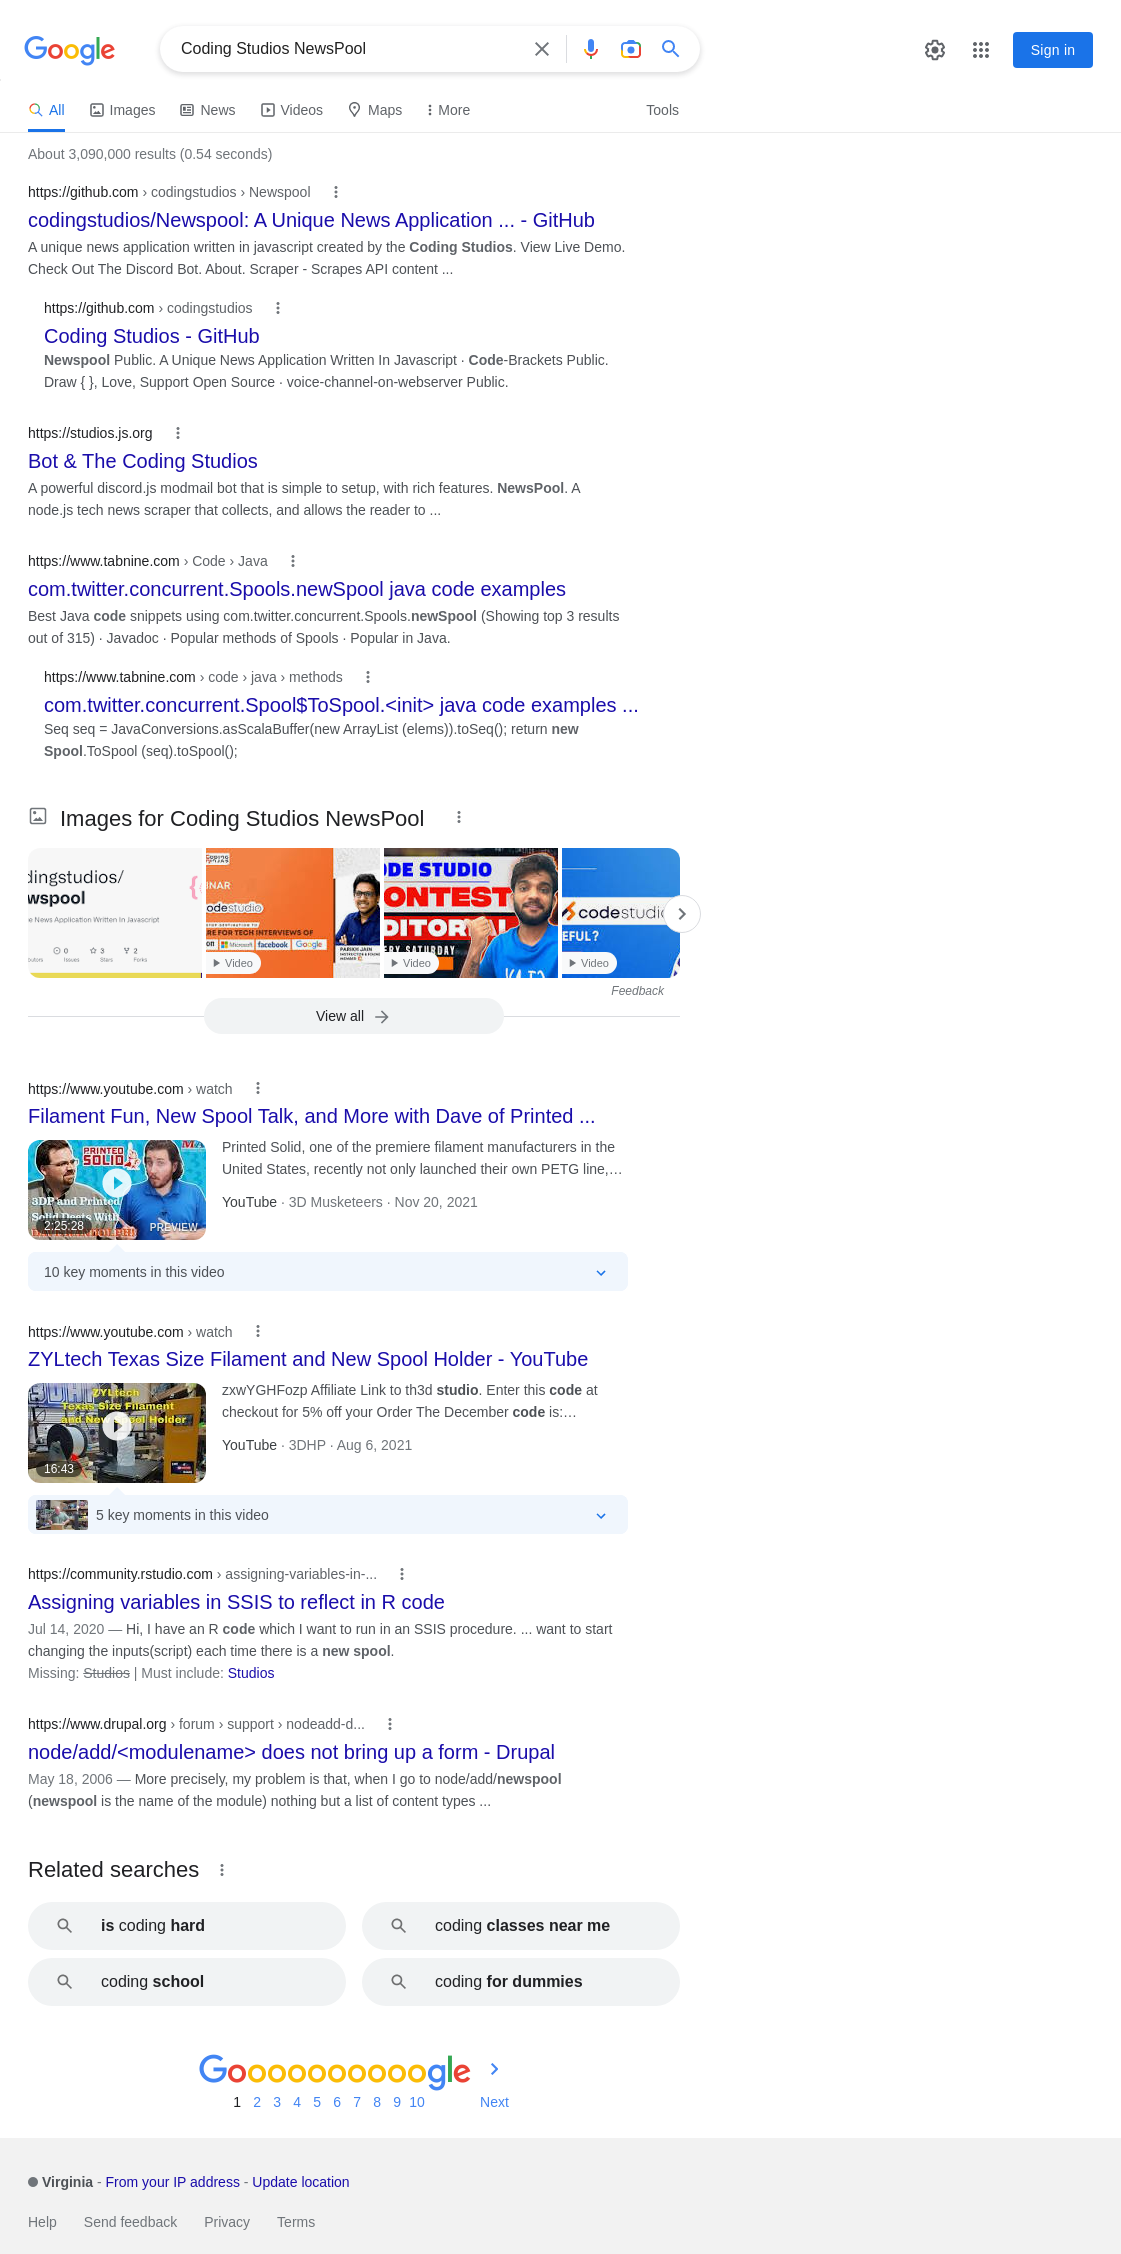 Google
Coding Studios NewsPool
Sign in
All Images News Videos Maps More Tools
About 3,090,000 results (0.54 seconds)
https://github.com › codingstudios › Newspool
codingstudios/Newspool: A Unique News Application ... - GitHub
A unique news application written in javascript created by the Coding Studios. View Live Demo.
Check Out The Discord Bot. About. Scraper - Scrapes API content ...
https://github.com › codingstudios
Coding Studios - GitHub
Newspool Public. A Unique News Application Written In Javascript · Code-Brackets Public.
Draw { }, Love, Support Open Source · voice-channel-on-webserver Public.
https://studios.js.org
Bot & The Coding Studios
A powerful discord.js modmail bot that is simple to setup, with rich features. NewsPool. A
node.js tech news scraper that collects, and allows the reader to ...
https://www.tabnine.com › Code › Java
com.twitter.concurrent.Spools.newSpool java code examples
Best Java code snippets using com.twitter.concurrent.Spools.newSpool (Showing top 3 results
out of 315) · Javadoc · Popular methods of Spools · Popular in Java.
https://www.tabnine.com › code › java › methods
com.twitter.concurrent.Spool$ToSpool.<init> java code examples ...
Seq seq = JavaConversions.asScalaBuffer(new ArrayList (elems)).toSeq(); return new
Spool.ToSpool (seq).toSpool();
Images for Coding Studios NewsPool
dingstudios/
wspool
e News Application Written In Javascript
Issues Stars Forks
INAR
codestudio
RE FOR TECH INTERVIEWS OF
Microsoft facebook Google
PARIKH JAIN
Video
ODE STUDIO
ONTEST
DITORIAL
ERY SATURDAY
Video
codestudio
EFUL?
Video
Feedback
View all
https://www.youtube.com › watch
Filament Fun, New Spool Talk, and More with Dave of Printed ...
PRINTED
SOLID
3DP and Printed
Solid Deets With
2:25:28
PREVIEW
Printed Solid, one of the premiere filament manufacturers in the
United States, recently not only launched their own PETG line,…
YouTube · 3D Musketeers · Nov 20, 2021
10 key moments in this video
https://www.youtube.com › watch
ZYLtech Texas Size Filament and New Spool Holder - YouTube
ZYLtech
Texas Size Filament
and New Spool Holder
16:43
zxwYGHFozp Affiliate Link to th3d studio. Enter this code at
checkout for 5% off your Order The December code is:…
YouTube · 3DHP · Aug 6, 2021
5 key moments in this video
https://community.rstudio.com › assigning-variables-in-...
Assigning variables in SSIS to reflect in R code
Jul 14, 2020 — Hi, I have an R code which I want to run in an SSIS procedure. ... want to start
changing the inputs(script) each time there is a new spool.
Missing: Studios | Must include: Studios
https://www.drupal.org › forum › support › nodeadd-d...
node/add/<modulename> does not bring up a form - Drupal
May 18, 2006 — More precisely, my problem is that, when I go to node/add/newspool
(newspool is the name of the module) nothing but a list of content types ...
Related searches
is coding hard
coding classes near me
coding school
coding for dummies
Goooooooooogle
1 2 3 4 5 6 7 8 9 10 Next
Virginia - From your IP address - Update location
Help Send feedback Privacy Terms